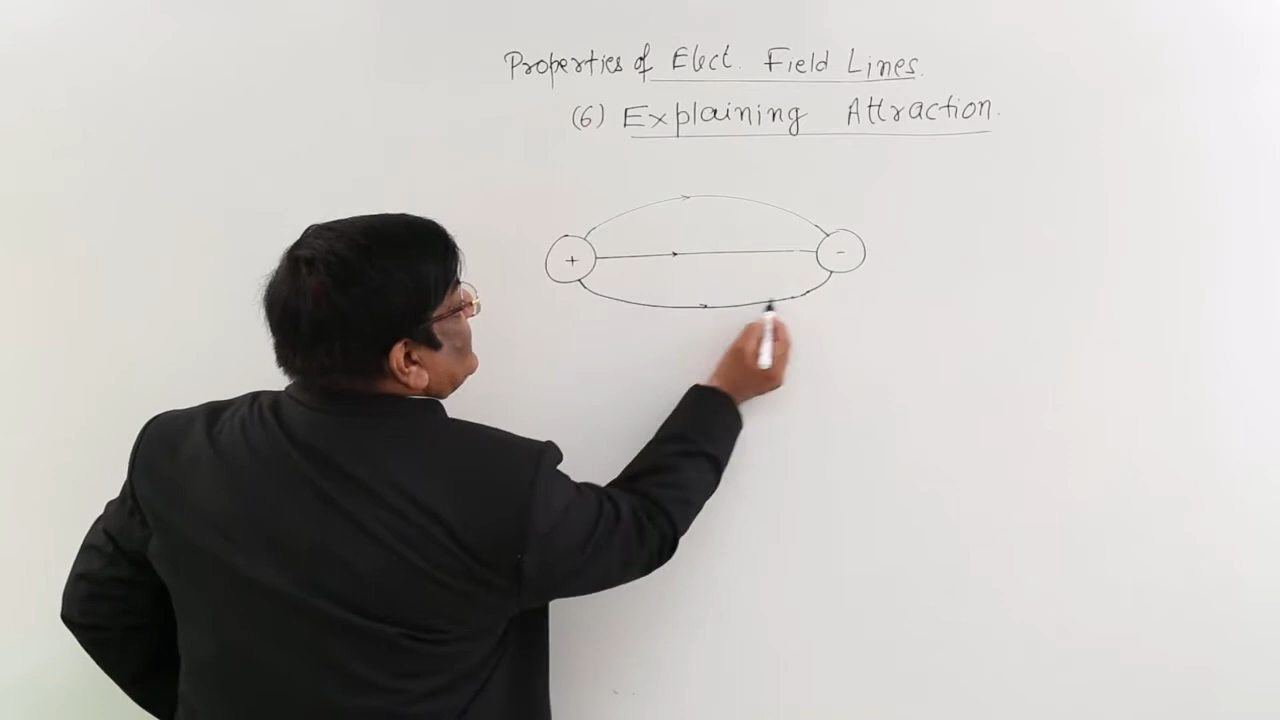 Properties of Elect. Field Lines.
(6) Explaining Attraction.
+ -